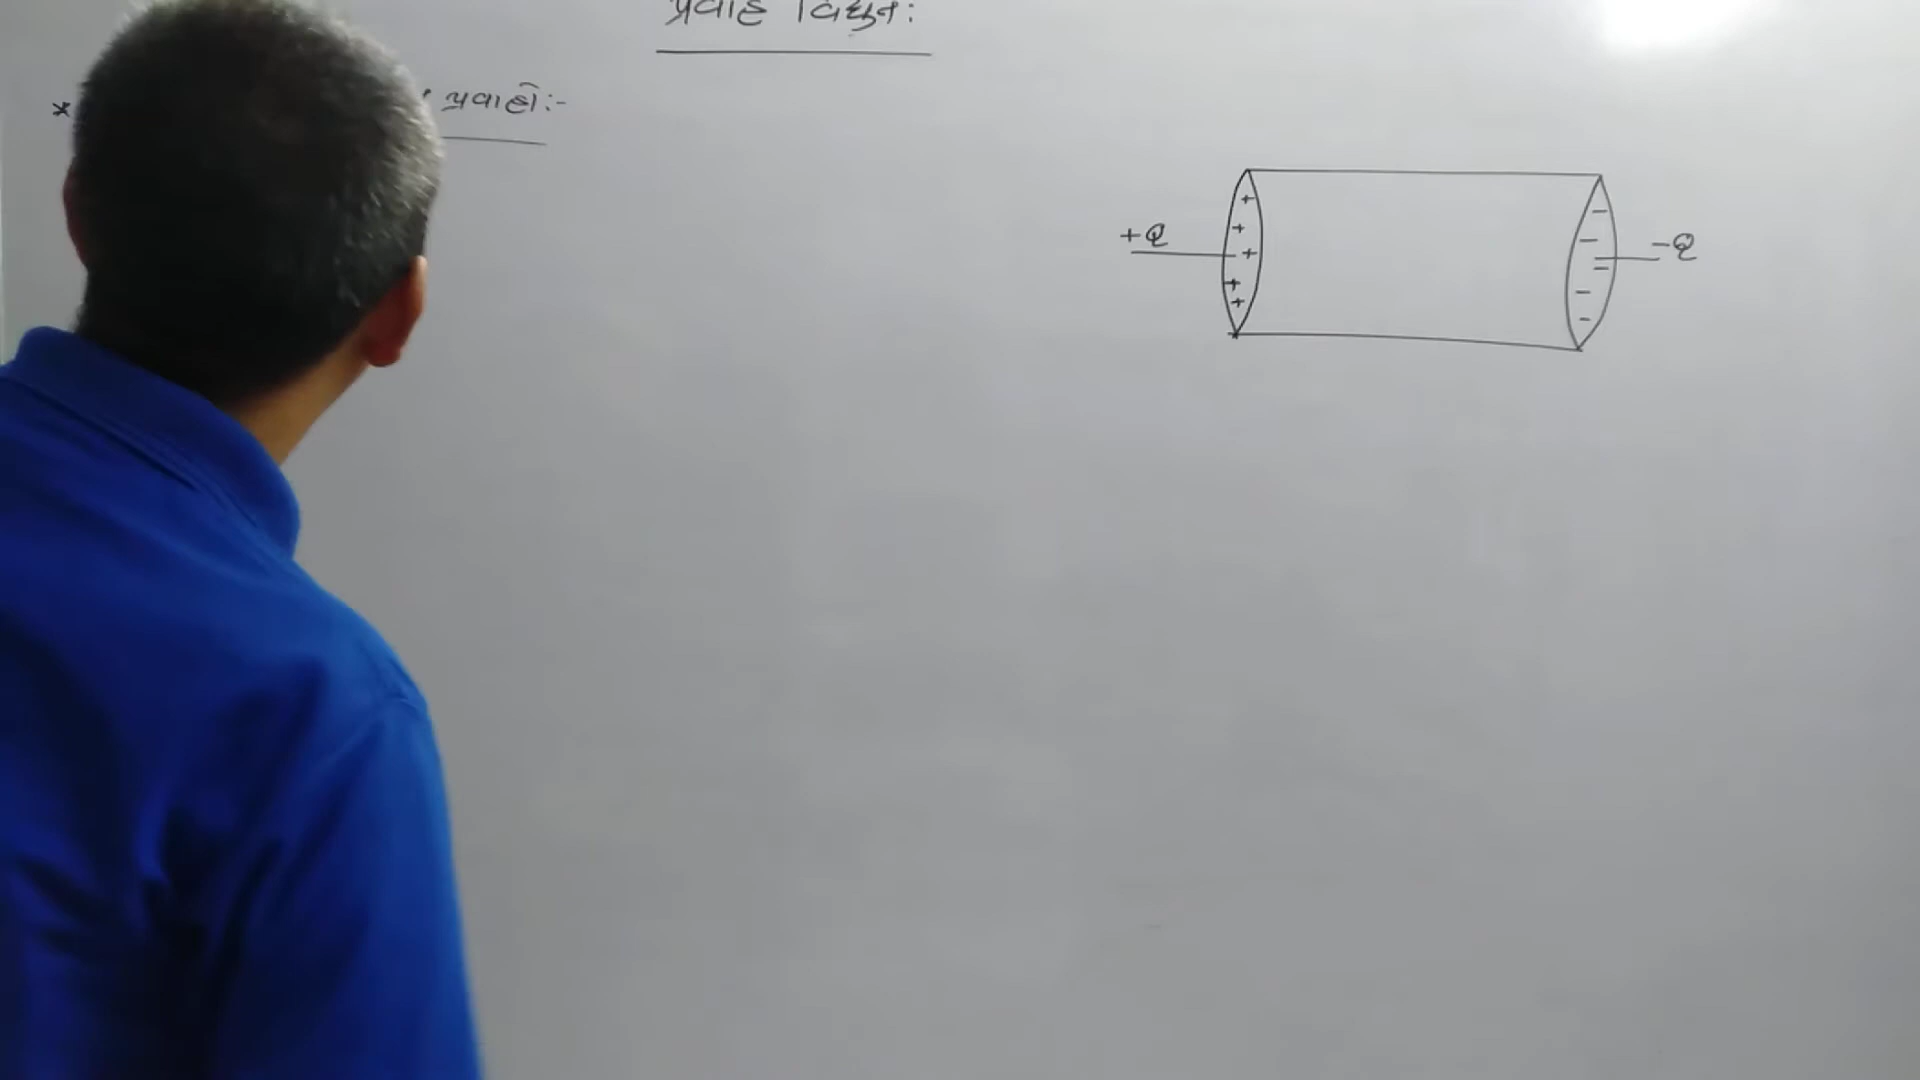 પ્રવાહ વિદ્યુત:
* પ્રવાહો:-
+ + + + +
+Q
-Q
- - - - -